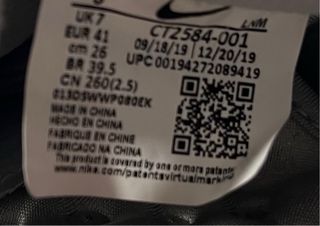 UK 7
EUR 41
cm 26
BR 39.5
CN 260(2.5)
LNM
CT2584-001
09/18/19 12/20/19
UPC 00194272089419
MADE IN CHINA
HECHO EN CHINA
FABRIQUE EN CHINE
FABRICADO NA CHINA
This product is covered by one or more patents.
www.nike.com/patentsvirtualmarking